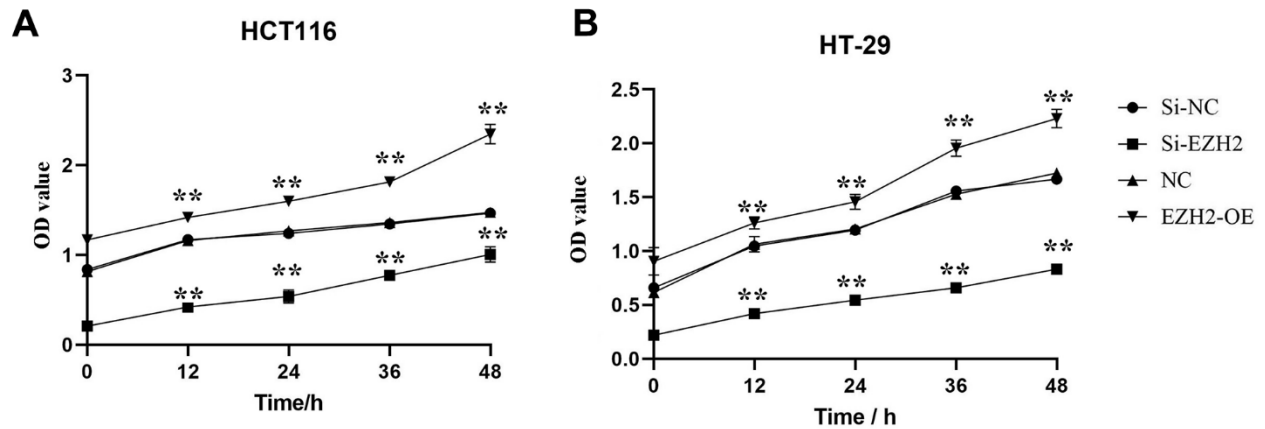 A
HCT116
OD value
3
2
1
0
**
**
**
**
**
**
**
**
0 12 24 36 48
Time/h
B
HT-29
OD value
2.5
2.0
1.5
1.0
0.5
0.0
**
**
**
**
**
**
**
**
0 12 24 36 48
Time / h
Si-NC
Si-EZH2
NC
EZH2-OE